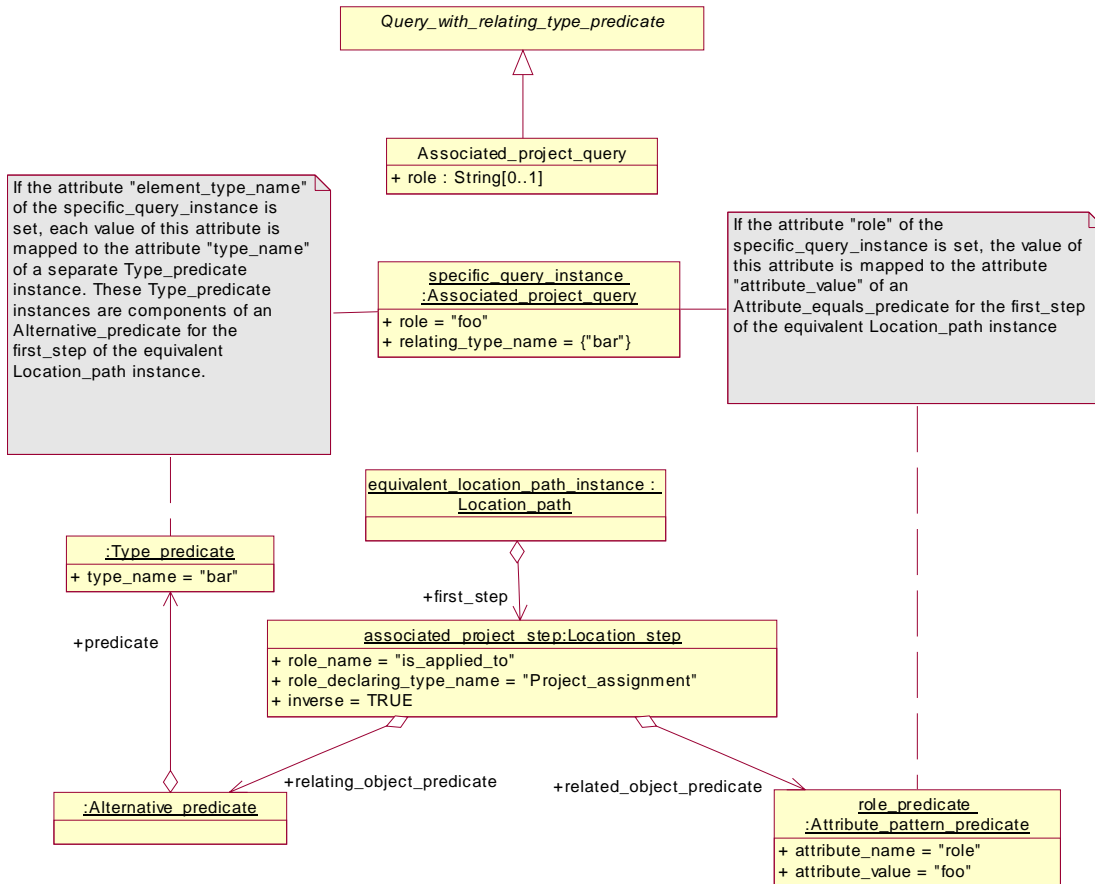 Query_with_relating_type_predicate
Associated_project_query
+ role : String[0..1]
If the attribute "element_type_name"
of the specific_query_instance is
set, each value of this attribute is
mapped to the attribute "type_name"
of a separate Type_predicate
instance. These Type_predicate
instances are components of an
Alternative_predicate for the
first_step of the equivalent
Location_path instance.
specific_query_instance
:Associated_project_query
+ role = "foo"
+ relating_type_name = {"bar"}
If the attribute "role" of the
specific_query_instance is set, the value of
this attribute is mapped to the attribute
"attribute_value" of an
Attribute_equals_predicate for the first_step
of the equivalent Location_path instance
equivalent_location_path_instance :
Location_path
:Type_predicate
+ type_name = "bar"
+first_step
+predicate
associated_project_step:Location_step
+ role_name = "is_applied_to"
+ role_declaring_type_name = "Project_assignment"
+ inverse = TRUE
+relating_object_predicate
+related_object_predicate
:Alternative_predicate
role_predicate
:Attribute_pattern_predicate
+ attribute_name = "role"
+ attribute_value = "foo"